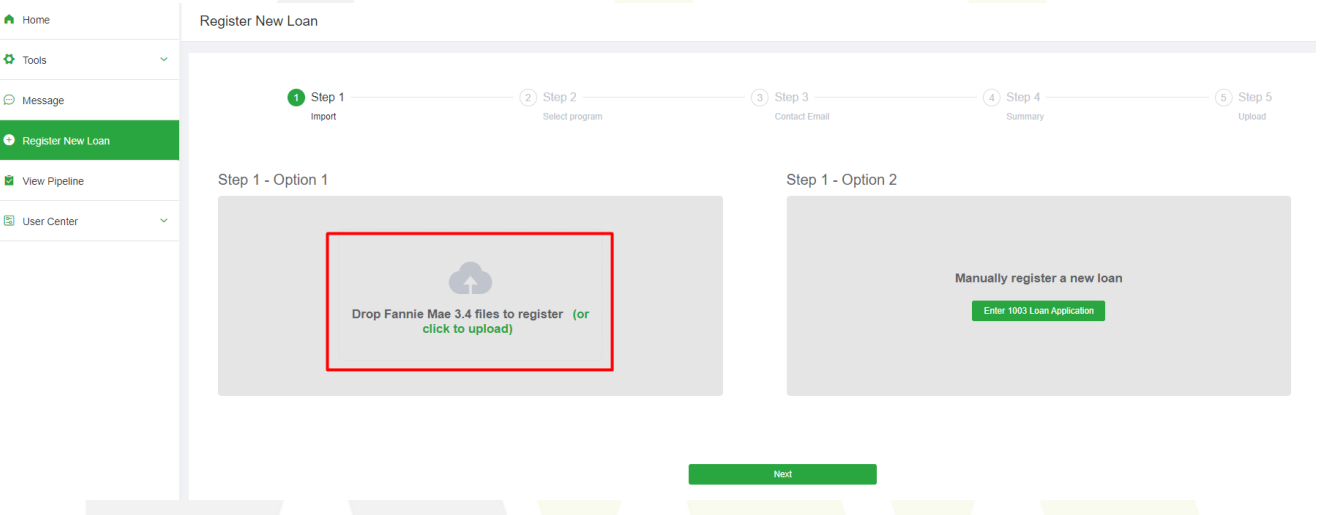 Home
Tools
Message
Register New Loan
View Pipeline
User Center
Register New Loan
1 Step 1
Import
2 Step 2
Select program
3 Step 3
Contact Email
4 Step 4
Summary
5 Step 5
Upload
Step 1 - Option 1
Drop Fannie Mae 3.4 files to register (or
click to upload)
Step 1 - Option 2
Manually register a new loan
Enter 1003 Loan Application
Next